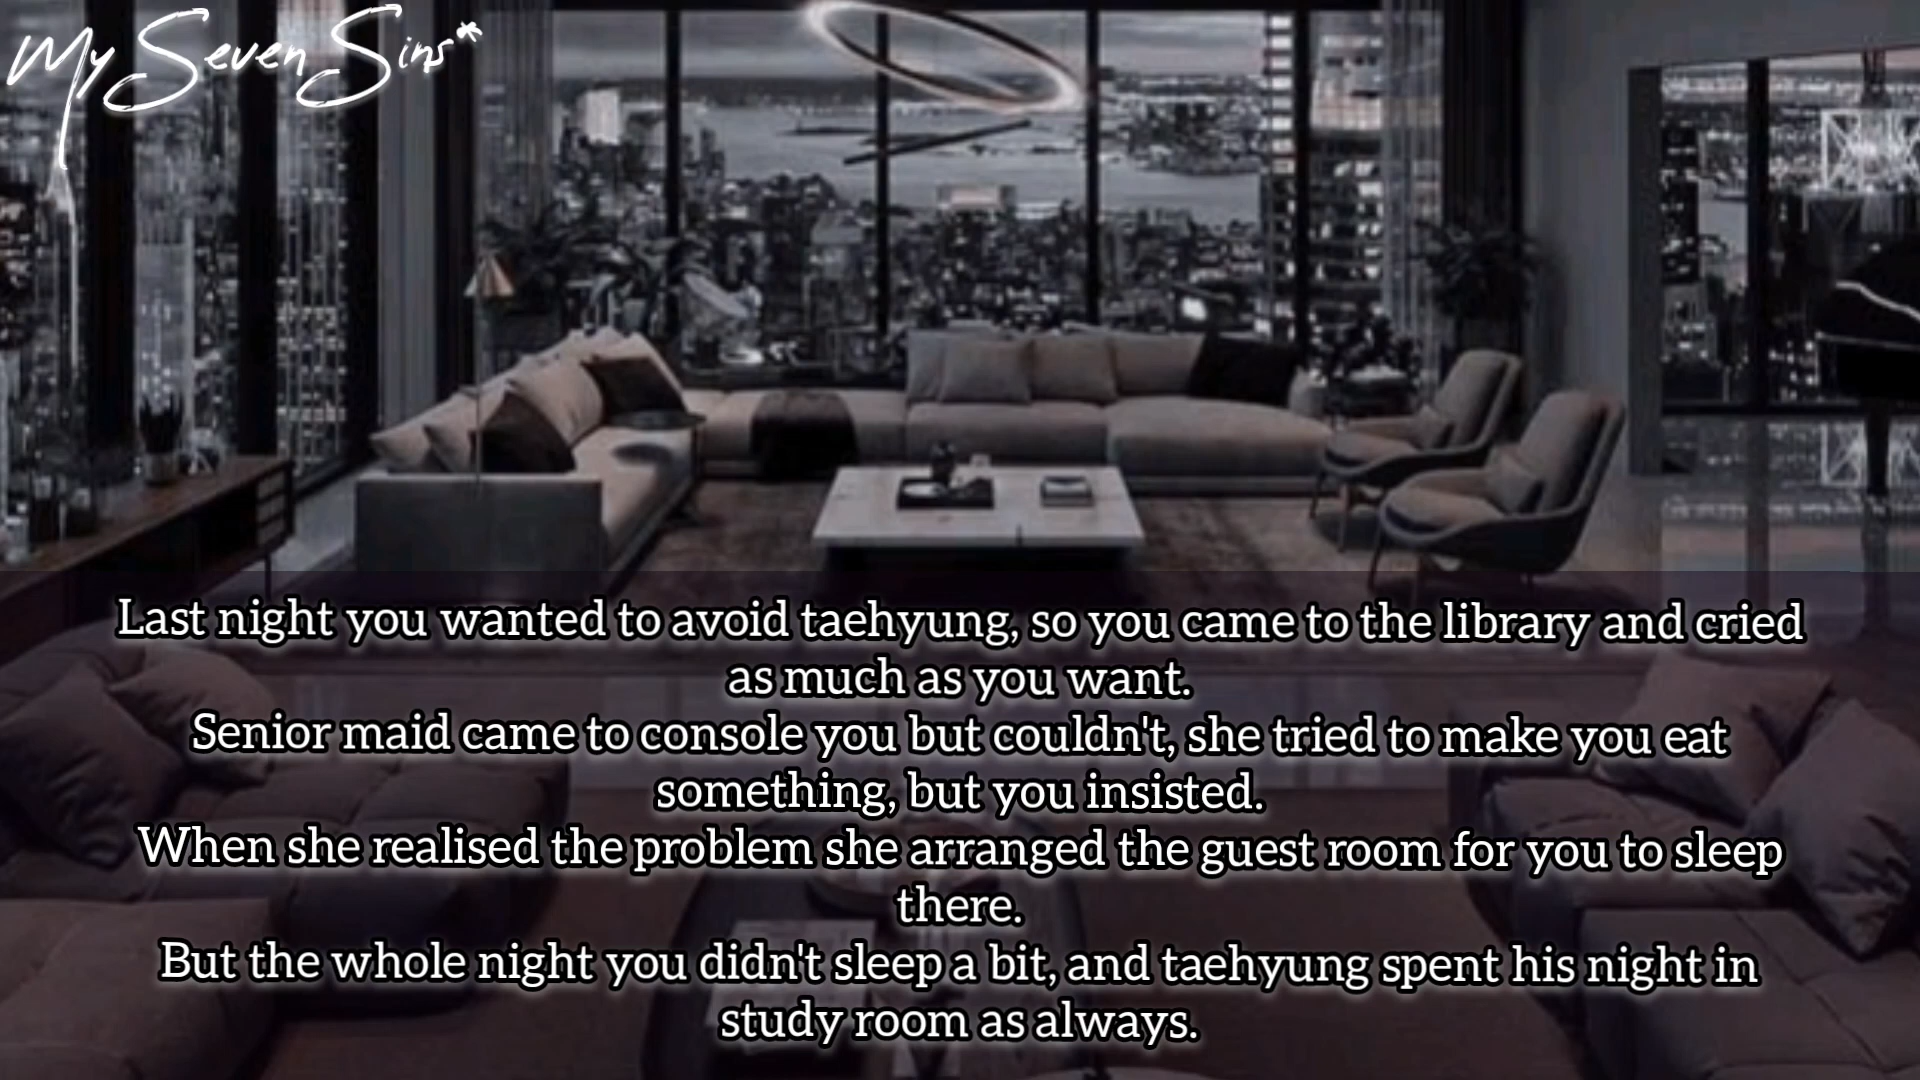 My Seven Sins*
Last night you wanted to avoid taehyung, so you came to the library and cried
as much as you want.
Senior maid came to console you but couldn't, she tried to make you eat
something, but you insisted.
When she realised the problem she arranged the guest room for you to sleep
there.
But the whole night you didn't sleep a bit, and taehyung spent his night in
study room as always.